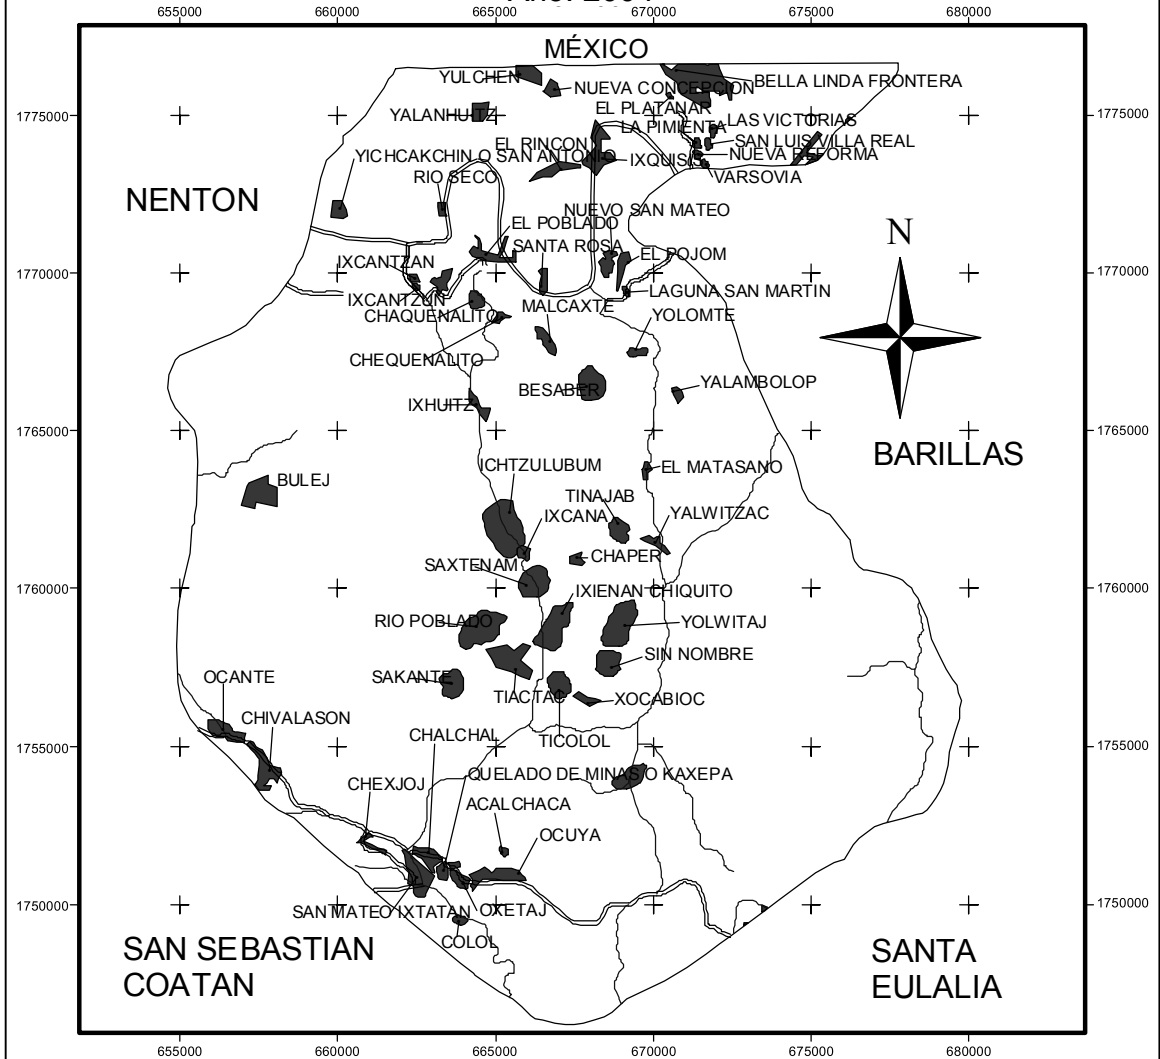 655000 660000 665000 670000 675000 680000
MÉXICO
YULCHEN
BELLA LINDA FRONTERA
NUEVA CONCEPCION
EL PLATANAR
1775000
YALANHUITZ
LAS VICTORIAS
1775000
LA PIMIENTA
EL RINCON
SAN LUIS VILLA REAL
YICHCAKCHIN O SAN ANTONIO
IXQUISIS
NUEVA REFORMA
RIO SECO
VARSOVIA
NENTON
NUEVO SAN MATEO
EL POBLADO
N
SANTA ROSA
EL POJOM
IXCANTZAN
1770000
1770000
LAGUNA SAN MARTIN
IXCANTZUN
MALCAXTE
CHAQUENALITO
YOLOMTE
CHEQUENALITO
YALAMBOLOP
BESABER
IXHUITZ
1765000
1765000
BARILLAS
ICHTZULUBUM
EL MATASANO
BULEJ
TINAJAB
IXCANA
YALWITZAC
CHAPER
SAXTENAM
1760000
1760000
IXIENAN CHIQUITO
RIO POBLADO
YOLWITAJ
SIN NOMBRE
OCANTE
SAKANTE
TIACTAC
XOCABIOC
CHIVALASON
CHALCHAL
TICOLOL
1755000
1755000
QUELADO DE MINAS O KAXEPA
CHEXJOJ
ACALCHACA
OCUYA
1750000
1750000
SAN MATEO IXTATAN
OXETAJ
COLOL
SAN SEBASTIAN
COATAN
SANTA
EULALIA
655000 660000 665000 670000 675000 680000